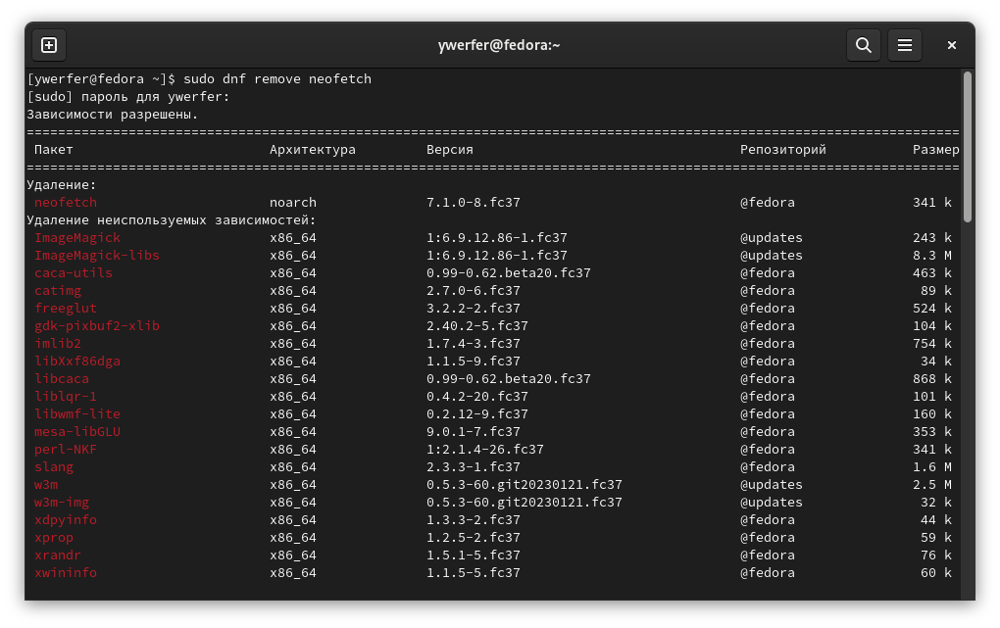 ywerfer@fedora:~
[ywerfer@fedora ~]$ sudo dnf remove neofetch
[sudo] пароль для ywerfer:
Зависимости разрешены.
================================================================================
Пакет Архитектура Версия Репозиторий Размер
================================================================================
Удаление:
neofetch noarch 7.1.0-8.fc37 @fedora 341 k
Удаление неиспользуемых зависимостей:
ImageMagick x86_64 1:6.9.12.86-1.fc37 @updates 243 k
ImageMagick-libs x86_64 1:6.9.12.86-1.fc37 @updates 8.3 M
caca-utils x86_64 0.99-0.62.beta20.fc37 @fedora 463 k
catimg x86_64 2.7.0-6.fc37 @fedora 89 k
freeglut x86_64 3.2.2-2.fc37 @fedora 524 k
gdk-pixbuf2-xlib x86_64 2.40.2-5.fc37 @fedora 104 k
imlib2 x86_64 1.7.4-3.fc37 @fedora 754 k
libXxf86dga x86_64 1.1.5-9.fc37 @fedora 34 k
libcaca x86_64 0.99-0.62.beta20.fc37 @fedora 868 k
liblqr-1 x86_64 0.4.2-20.fc37 @fedora 101 k
libwmf-lite x86_64 0.2.12-9.fc37 @fedora 160 k
mesa-libGLU x86_64 9.0.1-7.fc37 @fedora 353 k
perl-NKF x86_64 1:2.1.4-26.fc37 @fedora 341 k
slang x86_64 2.3.3-1.fc37 @fedora 1.6 M
w3m x86_64 0.5.3-60.git20230121.fc37 @updates 2.5 M
w3m-img x86_64 0.5.3-60.git20230121.fc37 @updates 32 k
xdpyinfo x86_64 1.3.3-2.fc37 @fedora 44 k
xprop x86_64 1.2.5-2.fc37 @fedora 59 k
xrandr x86_64 1.5.1-5.fc37 @fedora 76 k
xwininfo x86_64 1.1.5-5.fc37 @fedora 60 k